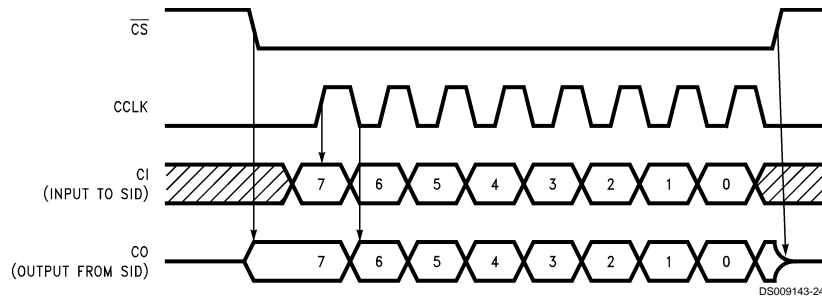 CS
CCLK
CI
(INPUT TO SID)
7 6 5 4 3 2 1 0
CO
(OUTPUT FROM SID)
7 6 5 4 3 2 1 0
DS009143-24